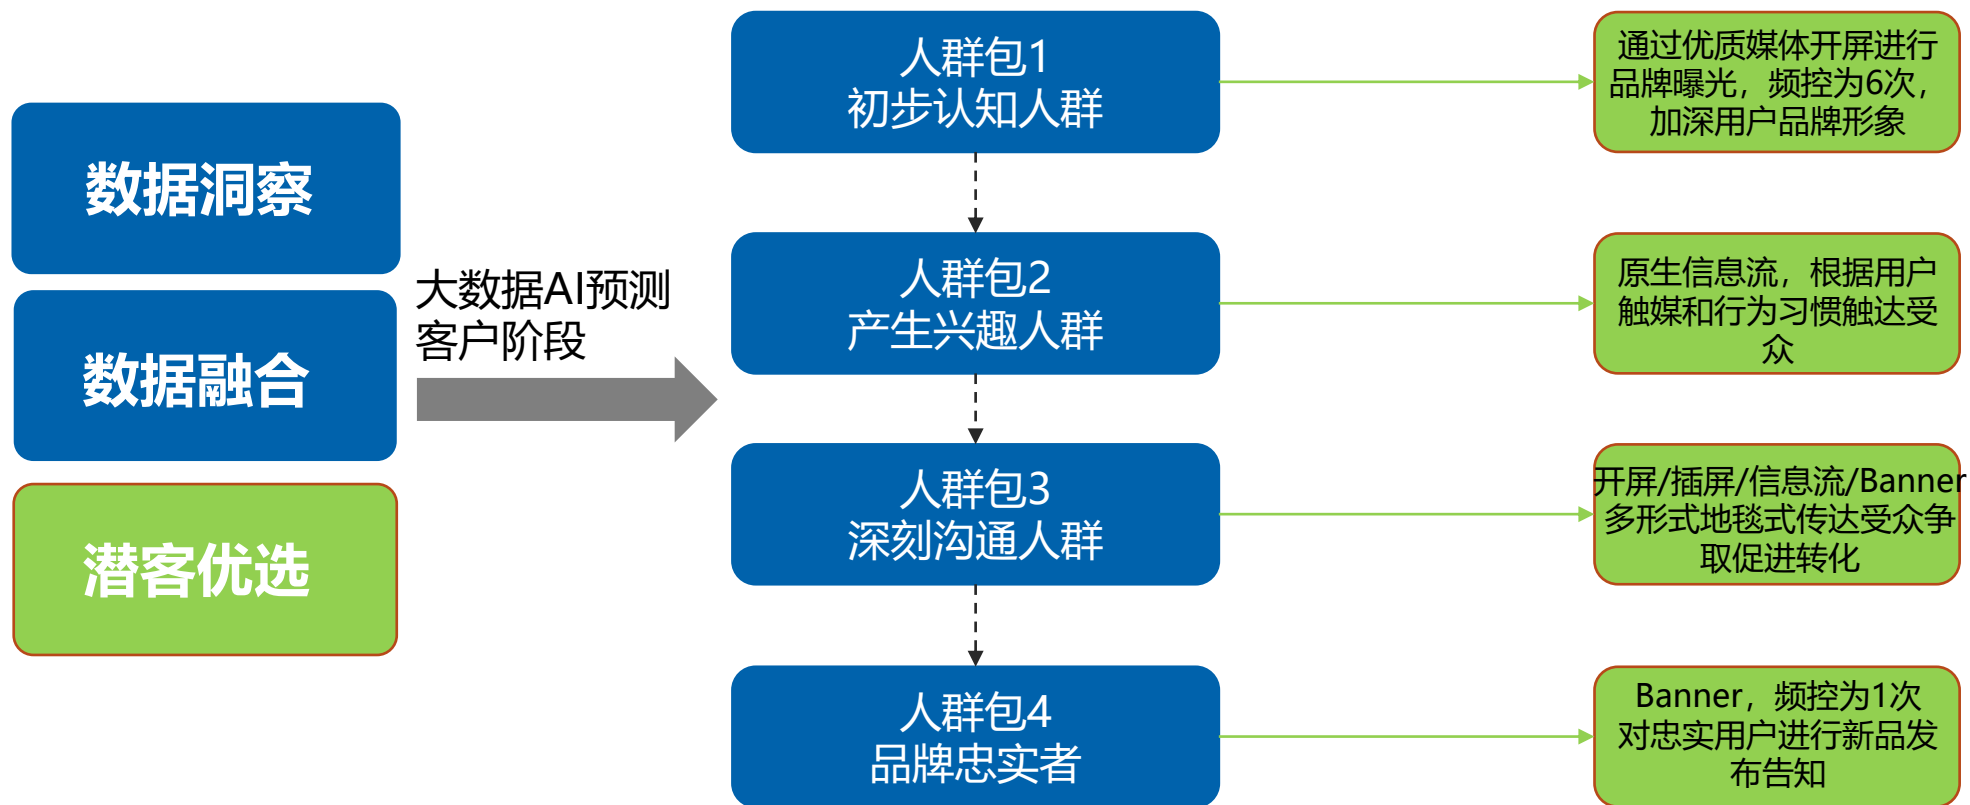 数据洞察
数据融合
潜客优选
大数据AI预测
客户阶段
人群包1
初步认知人群
人群包2
产生兴趣人群
人群包3
深刻沟通人群
人群包4
品牌忠实者
通过优质媒体开屏进行
品牌曝光，频控为6次，
加深用户品牌形象
原生信息流，根据用户
触媒和行为习惯触达受
众
开屏/插屏/信息流/Banner
多形式地毯式传达受众争
取促进转化
Banner，频控为1次
对忠实用户进行新品发
布告知